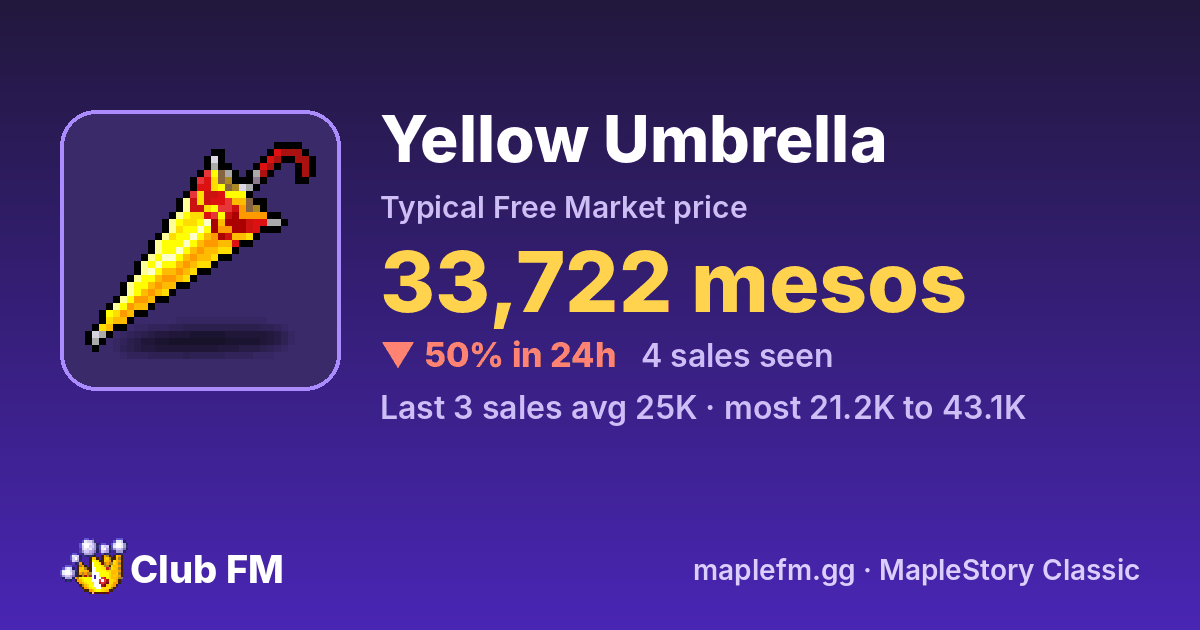 Yellow Umbrella
Typical Free Market price
33,722 mesos
▼ 50% in 24h 4 sales seen
Last 3 sales avg 25K · most 21.2K to 43.1K
Club FM
maplefm.gg · MapleStory Classic